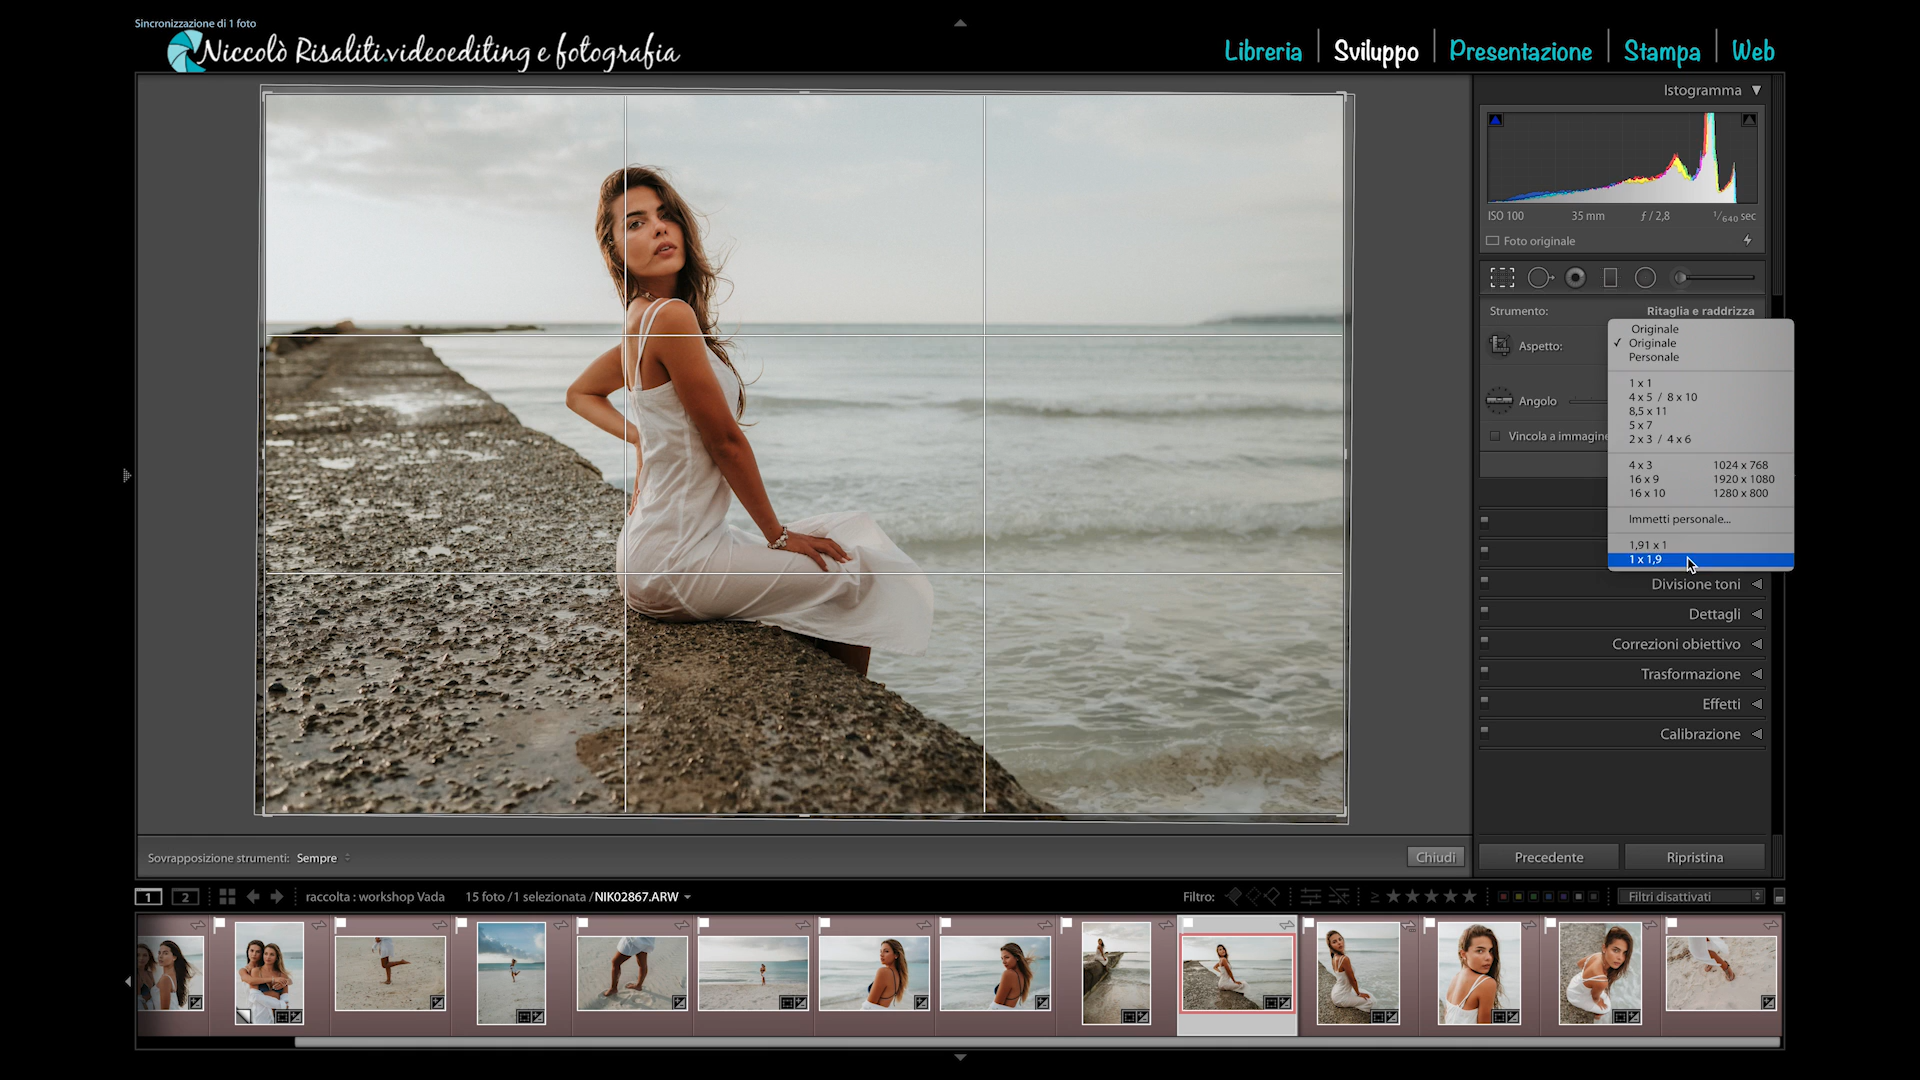 Sincronizzazione di 1 foto
Niccolò Risaliti.videoediting e fotografia
Libreria | Sviluppo | Presentazione | Stampa | Web
Istogramma
ISO 100 35 mm ƒ / 2,8 1/640 sec
Foto originale
Strumento: Ritaglia e raddrizza
Aspetto:
Angolo
Vincola a immagine
Originale
✓ Originale
Personale
1 x 1
4 x 5 / 8 x 10
8,5 x 11
5 x 7
2 x 3 / 4 x 6
4 x 3 1024 x 768
16 x 9 1920 x 1080
16 x 10 1280 x 800
Immetti personale...
1,91 x 1
1 x 1,9
Divisione toni
Dettagli
Correzioni obiettivo
Trasformazione
Effetti
Calibrazione
Sovrapposizione strumenti: Sempre
Chiudi
Precedente
Ripristina
1 2 raccolta : workshop Vada 15 foto /1 selezionata /NIK02867.ARW
Filtro: ≥ ★★★★★ Filtri disattivati